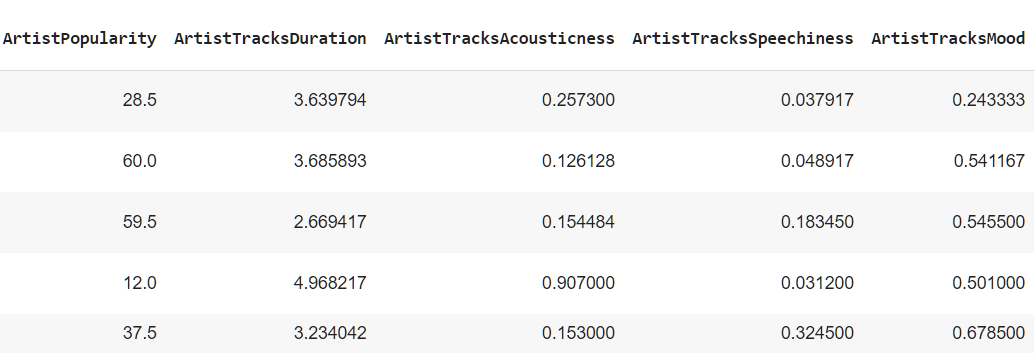 ArtistPopularity ArtistTracksDuration ArtistTracksAcousticness ArtistTracksSpeechiness ArtistTracksMood
28.5 3.639794 0.257300 0.037917 0.243333
60.0 3.685893 0.126128 0.048917 0.541167
59.5 2.669417 0.154484 0.183450 0.545500
12.0 4.968217 0.907000 0.031200 0.501000
37.5 3.234042 0.153000 0.324500 0.678500